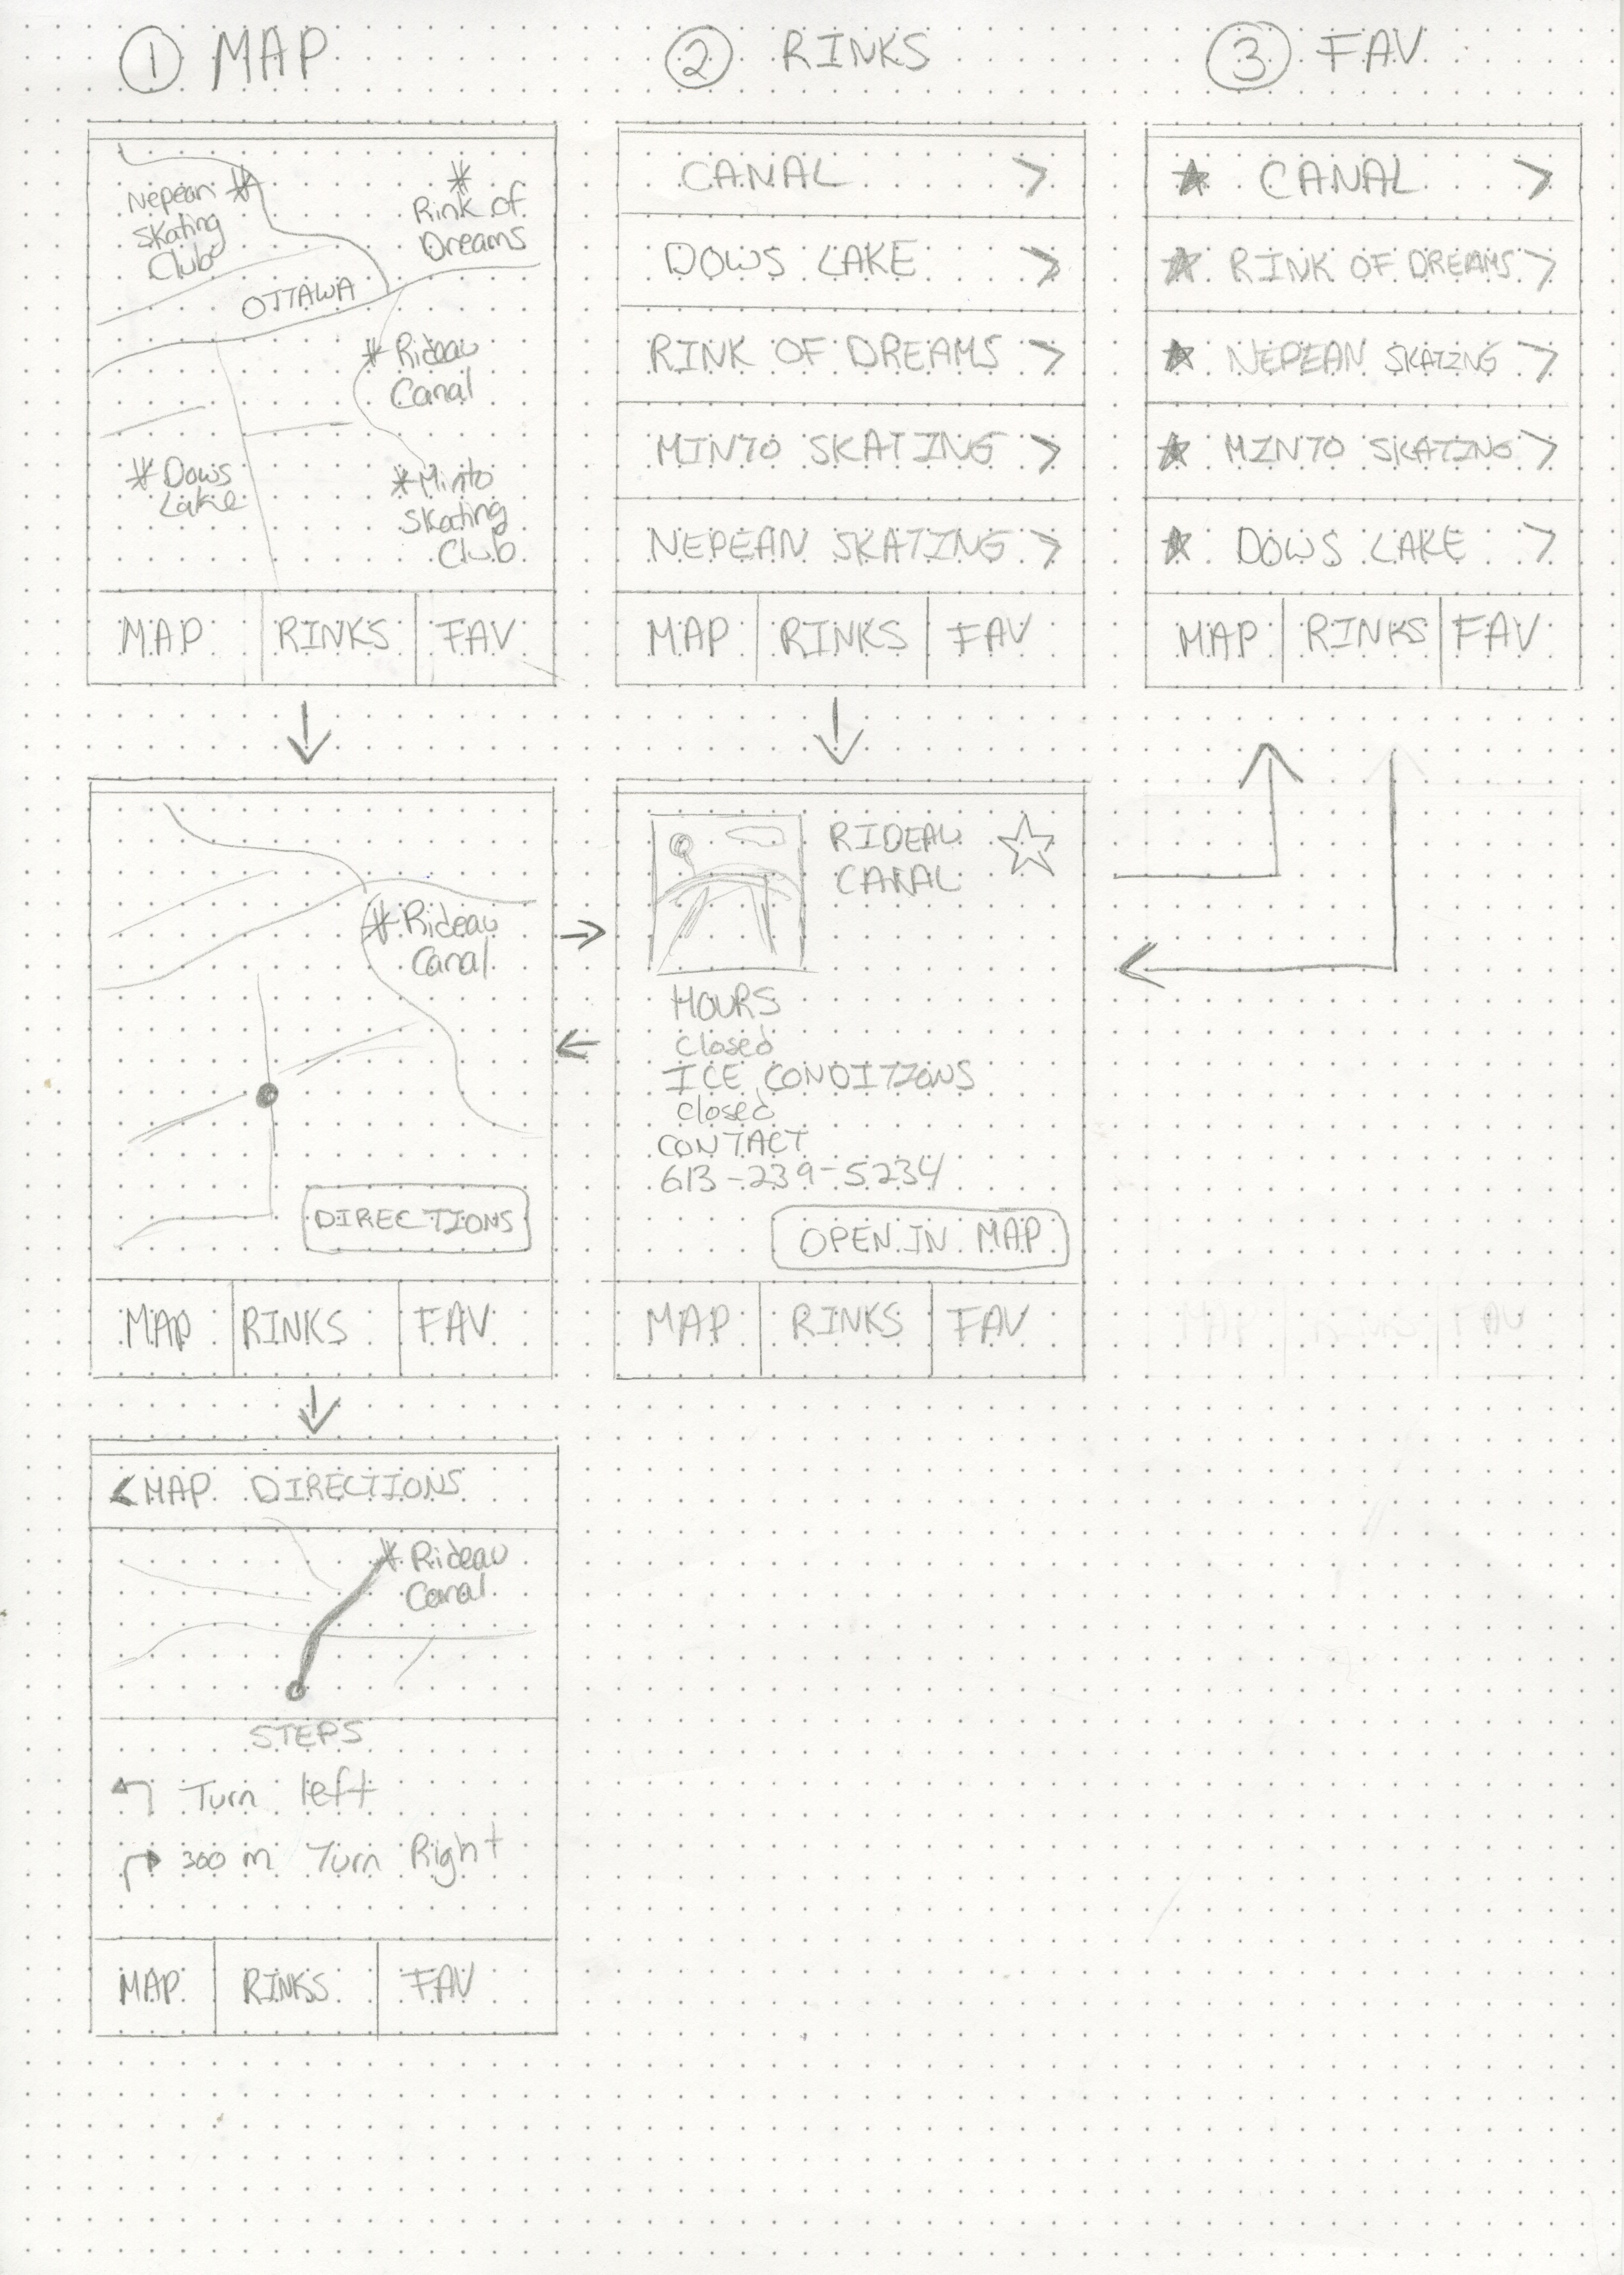 ① MAP
② RINKS
③ FAV
Nepean
Skating
Club
Rink of
Dreams
OTTAWA
Rideau
Canal
Dows
Lake
Minto
Skating
Club
MAP RINKS FAV
CANAL >
DOWS LAKE >
RINK OF DREAMS >
MINTO SKATING >
NEPEAN SKATING >
MAP RINKS FAV
★ CANAL >
★ RINK OF DREAMS >
★ NEPEAN SKATING >
★ MINTO SKATING >
★ DOWS LAKE >
MAP RINKS FAV
Rideau
Canal
DIRECTIONS
MAP RINKS FAV
RIDEAU
CANAL
HOURS
closed
ICE CONDITIONS
closed
CONTACT
613-239-5234
OPEN IN MAP
MAP RINKS FAV
< MAP DIRECTIONS
Rideau
Canal
STEPS
Turn left
300 m Turn Right
MAP RINKS FAV